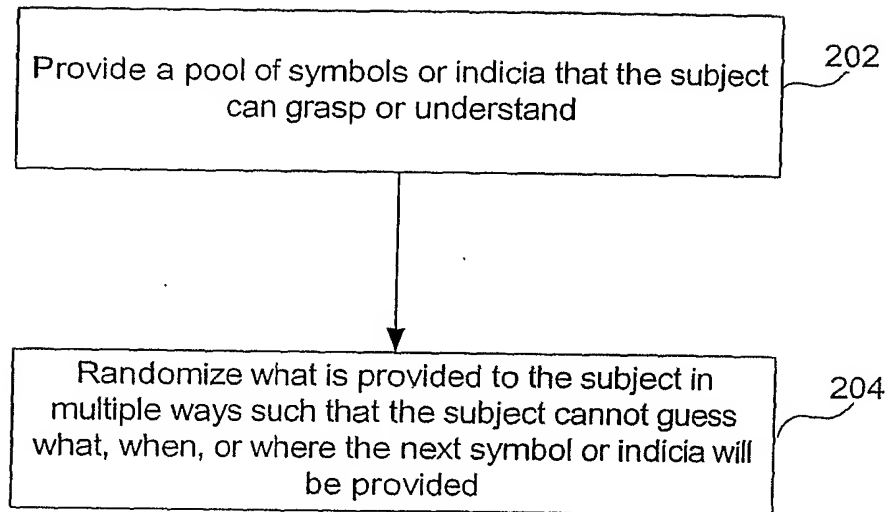 Provide a pool of symbols or indicia that the subject
can grasp or understand
202
Randomize what is provided to the subject in
multiple ways such that the subject cannot guess
what, when, or where the next symbol or indicia will
be provided
204